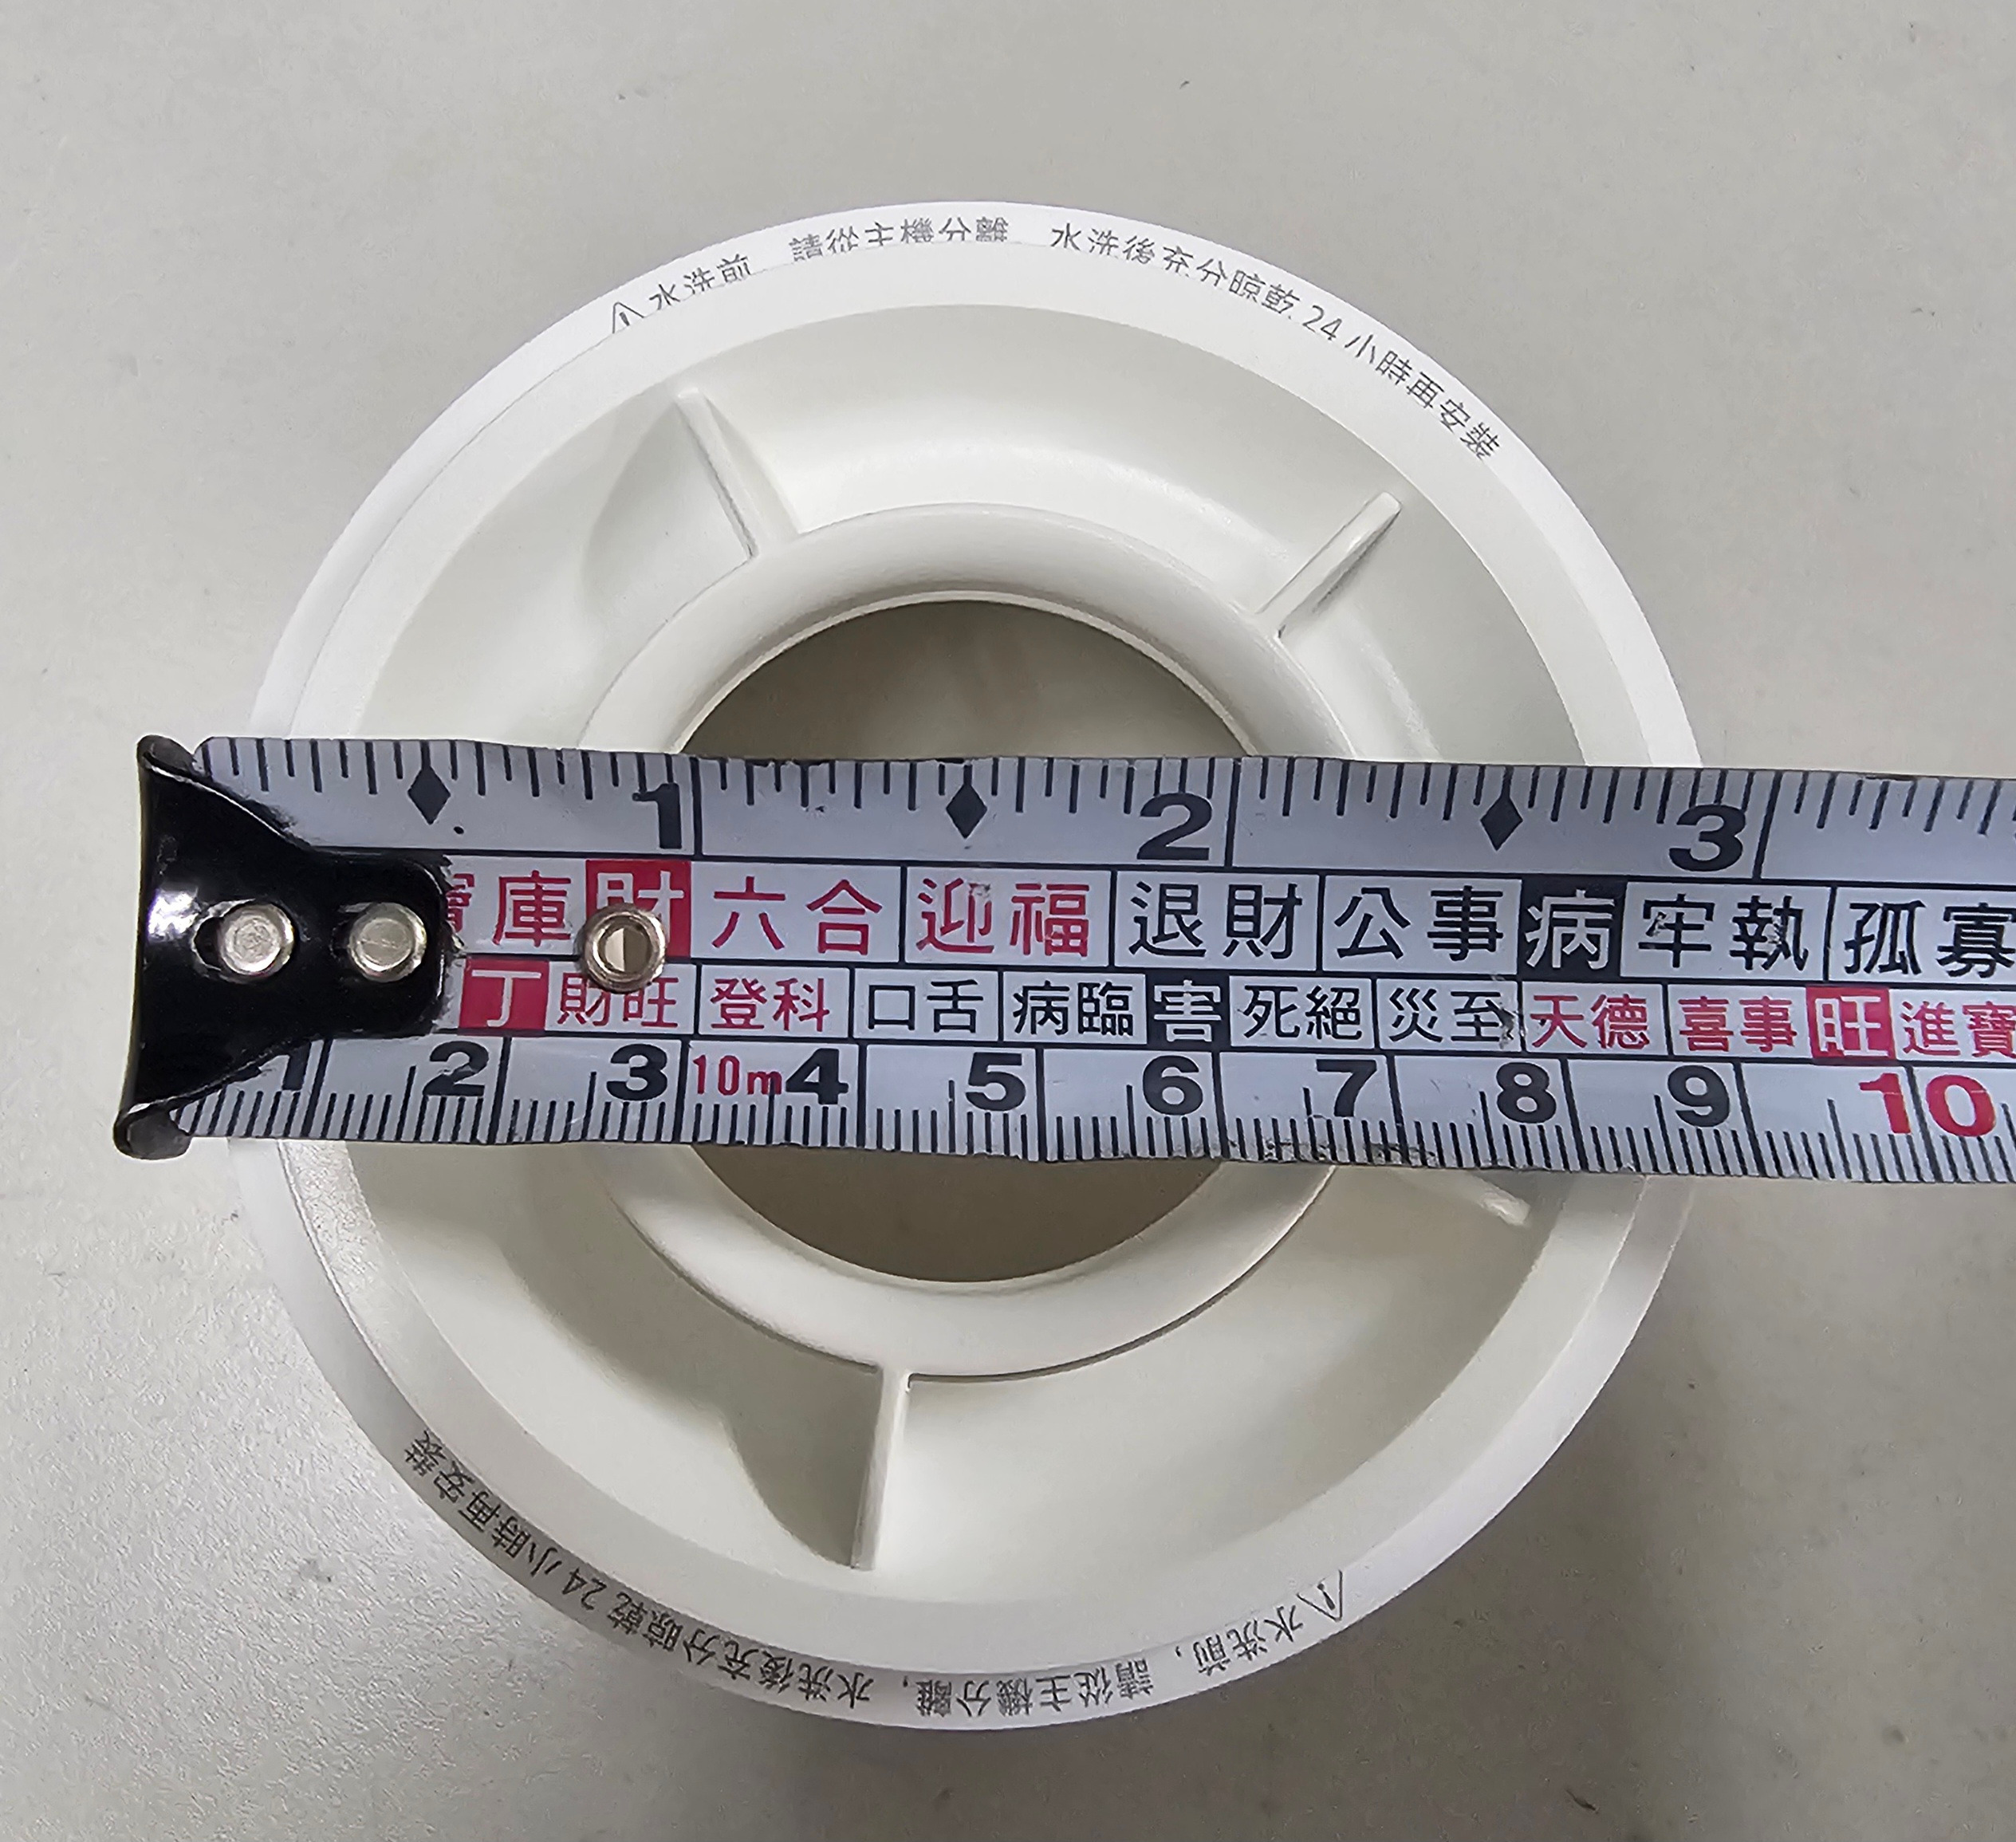 ⚠ 水洗前，請從主機分離，水洗後充分晾乾 24 小時再安裝
1 2 3
寶庫 財 六合 迎福 退財 公事 病 牢執 孤寡
丁 財旺 登科 口舌 病臨 害 死絕 災至 天德 喜事 旺 進寶
1 2 3 10m 4 5 6 7 8 9 10
⚠ 水洗前，請從主機分離，水洗後充分晾乾 24 小時再安裝